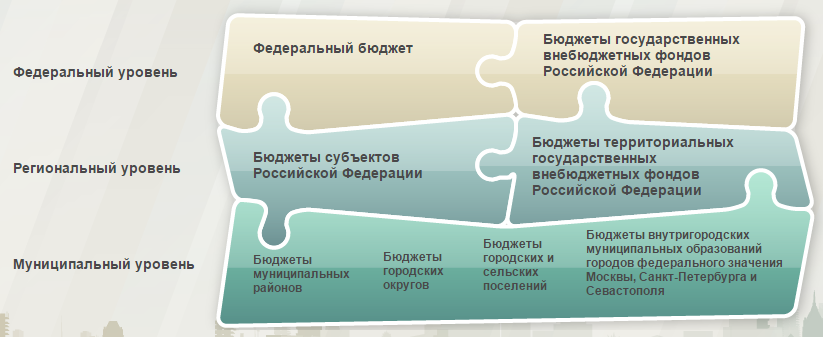 Федеральный уровень
Федеральный бюджет
Бюджеты государственных
внебюджетных фондов
Российской Федерации
Региональный уровень
Бюджеты субъектов
Российской Федерации
Бюджеты территориальных
государственных
внебюджетных фондов
Российской Федерации
Муниципальный уровень
Бюджеты
муниципальных
районов
Бюджеты
городских
округов
Бюджеты
городских и
сельских
поселений
Бюджеты внутригородских
муниципальных образований
городов федерального значения
Москвы, Санкт-Петербурга и
Севастополя